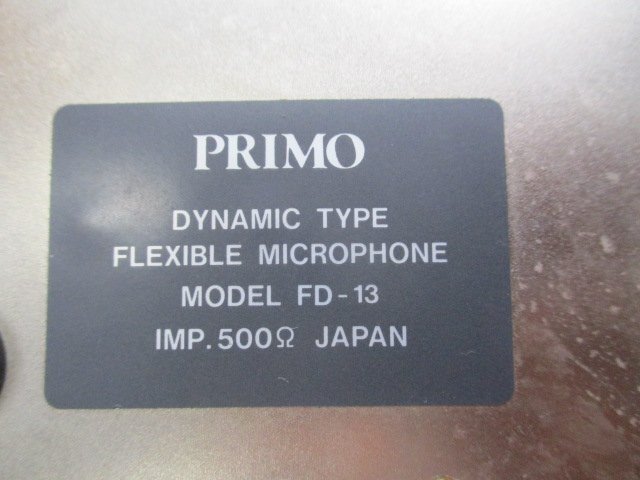 PRIMO
DYNAMIC TYPE
FLEXIBLE MICROPHONE
MODEL FD-13
IMP. 500Ω JAPAN